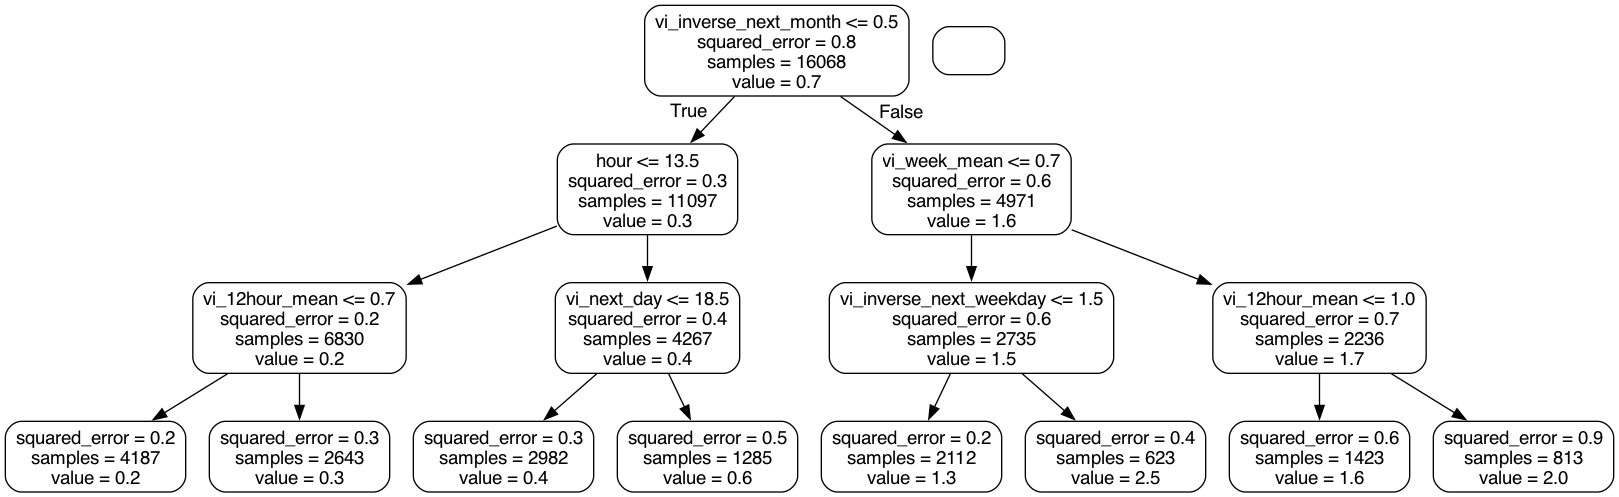 vi_inverse_next_month <= 0.5
squared_error = 0.8
samples = 16068
value = 0.7
True
False
hour <= 13.5
squared_error = 0.3
samples = 11097
value = 0.3
vi_week_mean <= 0.7
squared_error = 0.6
samples = 4971
value = 1.6
vi_12hour_mean <= 0.7
squared_error = 0.2
samples = 6830
value = 0.2
vi_next_day <= 18.5
squared_error = 0.4
samples = 4267
value = 0.4
vi_inverse_next_weekday <= 1.5
squared_error = 0.6
samples = 2735
value = 1.5
vi_12hour_mean <= 1.0
squared_error = 0.7
samples = 2236
value = 1.7
squared_error = 0.2
samples = 4187
value = 0.2
squared_error = 0.3
samples = 2643
value = 0.3
squared_error = 0.3
samples = 2982
value = 0.4
squared_error = 0.5
samples = 1285
value = 0.6
squared_error = 0.2
samples = 2112
value = 1.3
squared_error = 0.4
samples = 623
value = 2.5
squared_error = 0.6
samples = 1423
value = 1.6
squared_error = 0.9
samples = 813
value = 2.0